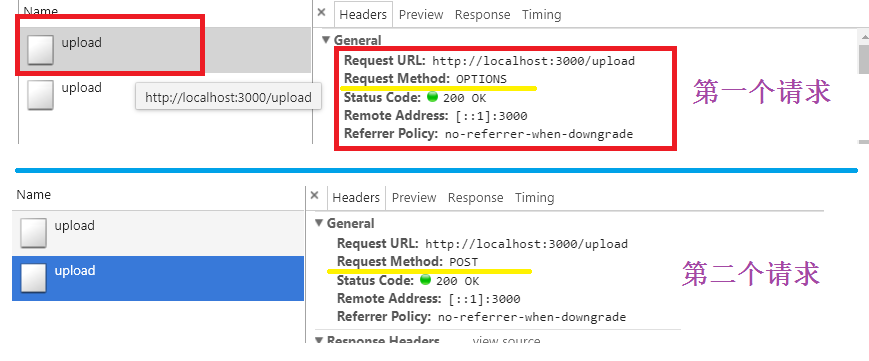 Name
× Headers Preview Response Timing
upload
▼ General
Request URL: http://localhost:3000/upload
Request Method: OPTIONS
Status Code: 200 OK
Remote Address: [::1]:3000
Referrer Policy: no-referrer-when-downgrade
upload
http://localhost:3000/upload
第一个请求
Name
× Headers Preview Response Timing
upload
upload
▼ General
Request URL: http://localhost:3000/upload
Request Method: POST
Status Code: 200 OK
Remote Address: [::1]:3000
Referrer Policy: no-referrer-when-downgrade
第二个请求
▼ Response Headers view source